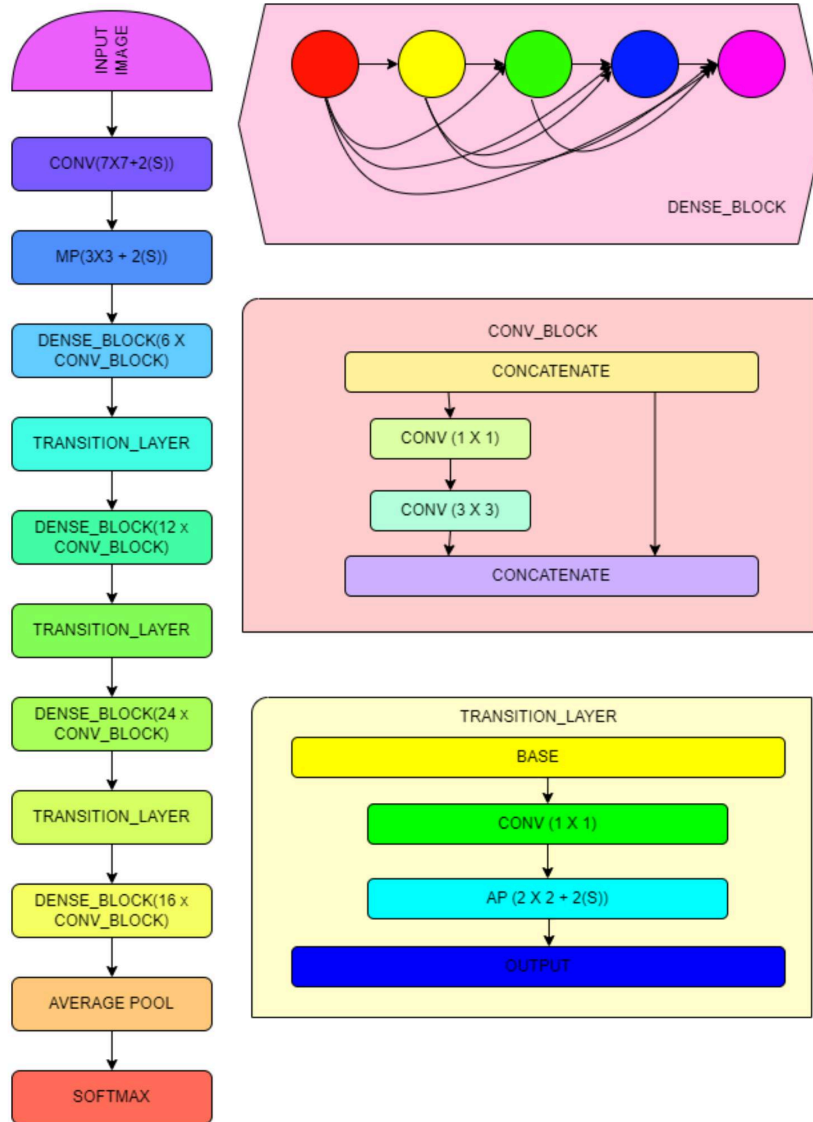 INPUT
IMAGE
CONV(7X7+2(S))
MP(3X3 + 2(S))
DENSE_BLOCK(6 X
CONV_BLOCK)
TRANSITION_LAYER
DENSE_BLOCK(12 x
CONV_BLOCK)
TRANSITION_LAYER
DENSE_BLOCK(24 x
CONV_BLOCK)
TRANSITION_LAYER
DENSE_BLOCK(16 x
CONV_BLOCK)
AVERAGE POOL
SOFTMAX
DENSE_BLOCK
CONV_BLOCK
CONCATENATE
CONV (1 X 1)
CONV (3 X 3)
CONCATENATE
TRANSITION_LAYER
BASE
CONV (1 X 1)
AP (2 X 2 + 2(S))
OUTPUT